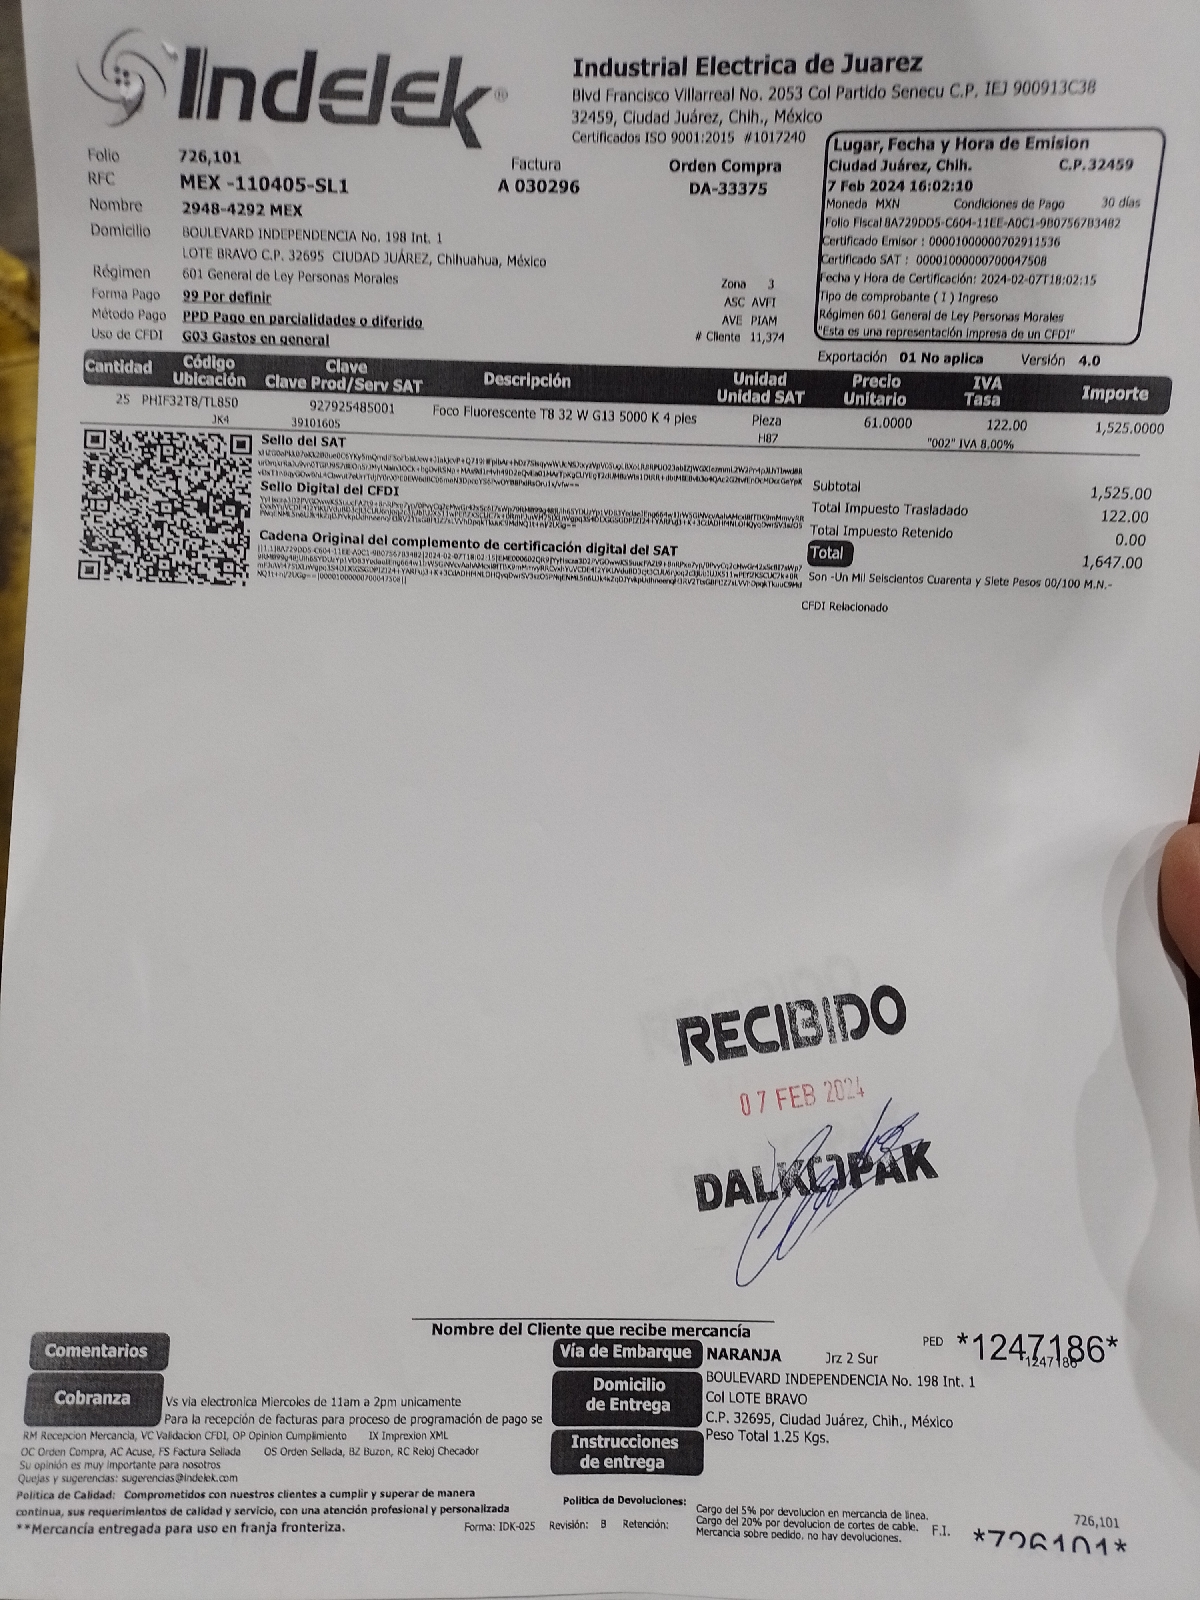 Indelek®
Industrial Electrica de Juarez
Blvd Francisco Villarreal No. 2053 Col Partido Senecu C.P. IEJ 900913C38
32459, Ciudad Juárez, Chih., México
Certificados ISO 9001:2015 #1017240
Folio 726,101
RFC MEX -110405-SL1
Nombre 2948-4292 MEX
Domicilio BOULEVARD INDEPENDENCIA No. 198 Int. 1
LOTE BRAVO C.P. 32695 CIUDAD JUÁREZ, Chihuahua, México
Régimen 601 General de Ley Personas Morales
Forma Pago 99 Por definir
Método Pago PPD Pago en parcialidades o diferido
Uso de CFDI G03 Gastos en general
Factura
A 030296
Orden Compra
DA-33375
Zona 3
ASC AVFI
AVE PIAM
# Cliente 11,374
Lugar, Fecha y Hora de Emision
Ciudad Juárez, Chih. C.P.32459
7 Feb 2024 16:02:10
Moneda MXN Condiciones de Pago 30 días
Folio Fiscal 8A729DD5-C604-11EE-A0C1-9807567B3482
Certificado Emisor : 00001000000702911536
Certificado SAT : 00001000000700047508
Fecha y Hora de Certificación: 2024-02-07T18:02:15
Tipo de comprobante ( I ) Ingreso
Régimen 601 General de Ley Personas Morales
"Esta es una representación impresa de un CFDI"
Exportación 01 No aplica Versión 4.0
Cantidad Código Ubicación Clave Clave Prod/Serv SAT Descripción Unidad Unidad SAT Precio Unitario IVA Tasa Importe
25 PHIF32T8/TL850 927925485001 Foco Fluorescente T8 32 W G13 5000 K 4 pies Pieza 61.0000 122.00 1,525.0000
JK4 39101605 H87 "002" IVA 8.00%
Sello del SAT
Sello Digital del CFDI
Cadena Original del complemento de certificación digital del SAT
Subtotal 1,525.00
Total Impuesto Trasladado 122.00
Total Impuesto Retenido 0.00
Total 1,647.00
Son -Un Mil Seiscientos Cuarenta y Siete Pesos 00/100 M.N.-
CFDI Relacionado
RECIBIDO
07 FEB 2024
DALKOPAK
Nombre del Cliente que recibe mercancía
Comentarios
Cobranza
Vs via electronica Miercoles de 11am a 2pm unicamente
Para la recepción de facturas para proceso de programación de pago se
RM Recepcion Mercancia, VC Validacion CFDI, OP Opinion Cumplimiento IX Impresion XML
OC Orden Compra, AC Acuse, FS Factura Sellada OS Orden Sellada, BZ Buzon, RC Reloj Checador
Su opinión es muy importante para nosotros
Quejas y sugerencias: sugerencias@indelek.com
Politica de Calidad: Comprometidos con nuestros clientes a cumplir y superar de manera
continua, sus requerimientos de calidad y servicio, con una atención profesional y personalizada
**Mercancía entregada para uso en franja fronteriza.
Forma: IDK-025 Revisión: B Retención:
Vía de Embarque NARANJA Jrz 2 Sur
PED *1247186*
1247186
Domicilio de Entrega
BOULEVARD INDEPENDENCIA No. 198 Int. 1
Col LOTE BRAVO
C.P. 32695, Ciudad Juárez, Chih., México
Peso Total 1.25 Kgs.
Instrucciones de entrega
Politica de Devoluciones:
Cargo del 5% por devolucion en mercancia de linea.
Cargo del 20% por devolucion de cortes de cable.
Mercancia sobre pedido, no hay devoluciones.
F.I.
726,101
*726101*